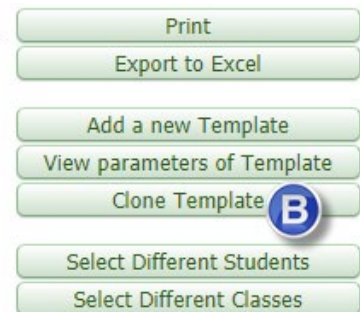 Print
Export to Excel
Add a new Template
View parameters of Template
Clone Template
B
Select Different Students
Select Different Classes